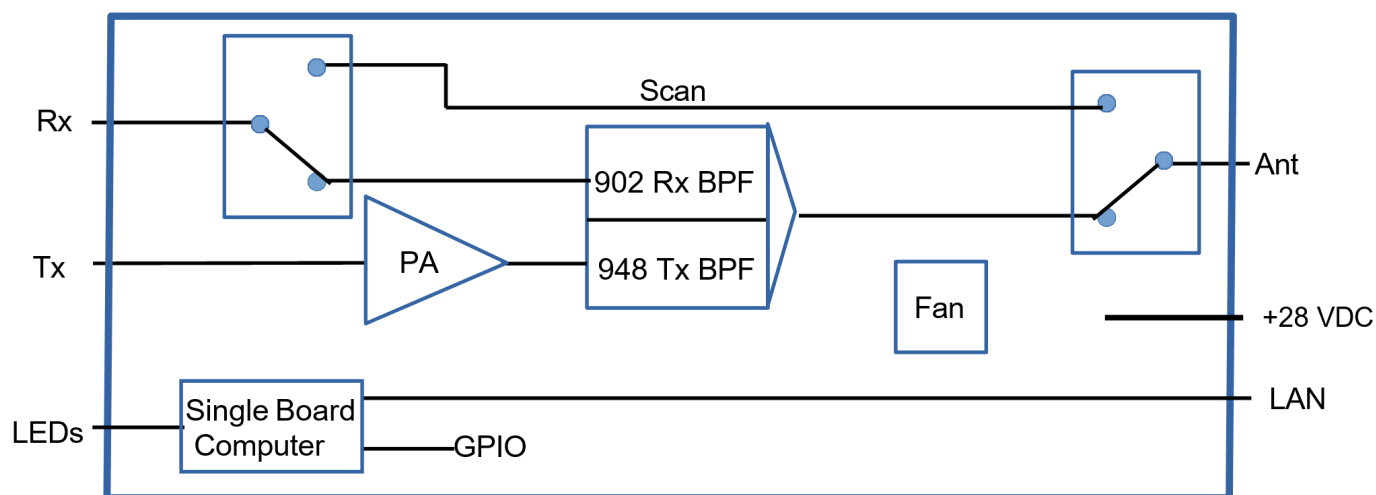 Scan
Rx
Ant
902 Rx BPF
Tx
PA
948 Tx BPF
Fan
+28 VDC
LAN
Single Board
Computer
LEDs
GPIO